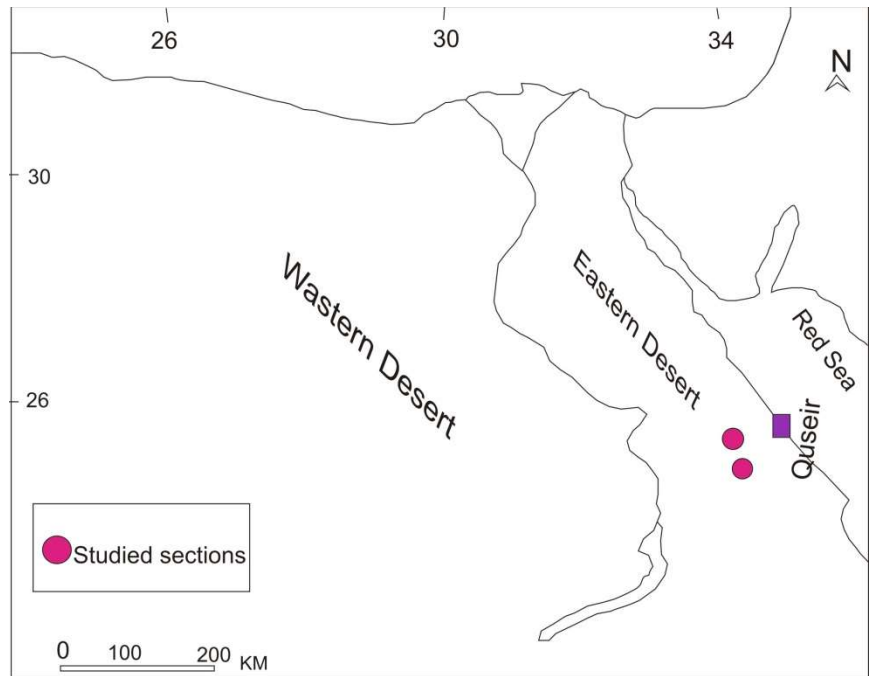 26 30 34
N
30
Wastern Desert
Eastern Desert
Red Sea
26
Quseir
Studied sections
0 100 200 KM